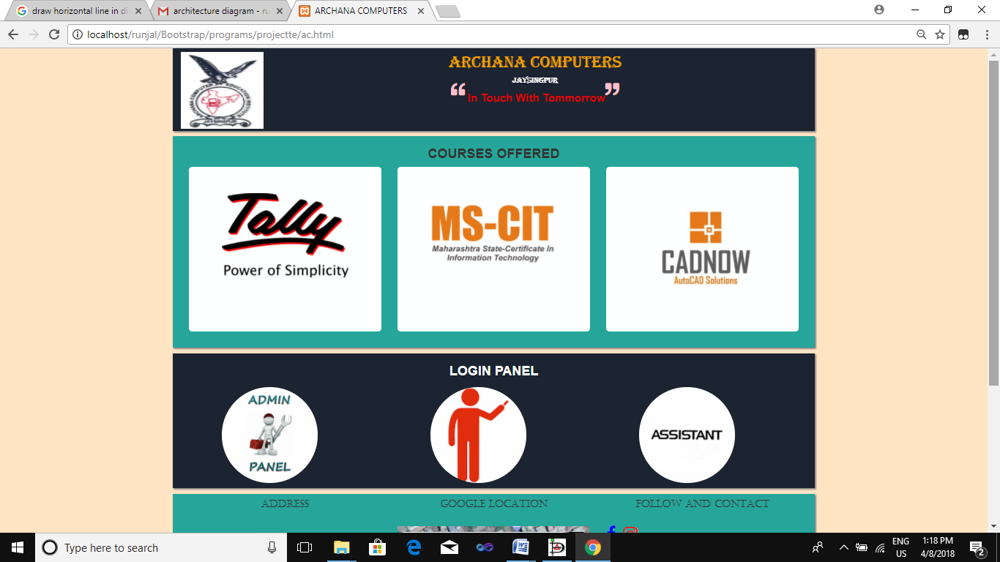 draw horizontal line in di
architecture diagram - ru
ARCHANA COMPUTERS
localhost/runjal/Bootstrap/programs/projectte/ac.html
ARCHANA COMPUTERS
JAYSINGPUR
“ In Touch With Tommorrow”
COURSES OFFERED
Tally
Power of Simplicity
MS-CIT
Maharashtra State-Certificate In
Information Technology
CADNOW
AutoCAD Solutions
LOGIN PANEL
ADMIN
PANEL
ASSISTANT
ADDRESS
GOOGLE LOCATION
FOLLOW AND CONTACT
Type here to search
ENG
US
1:18 PM
4/8/2018
2